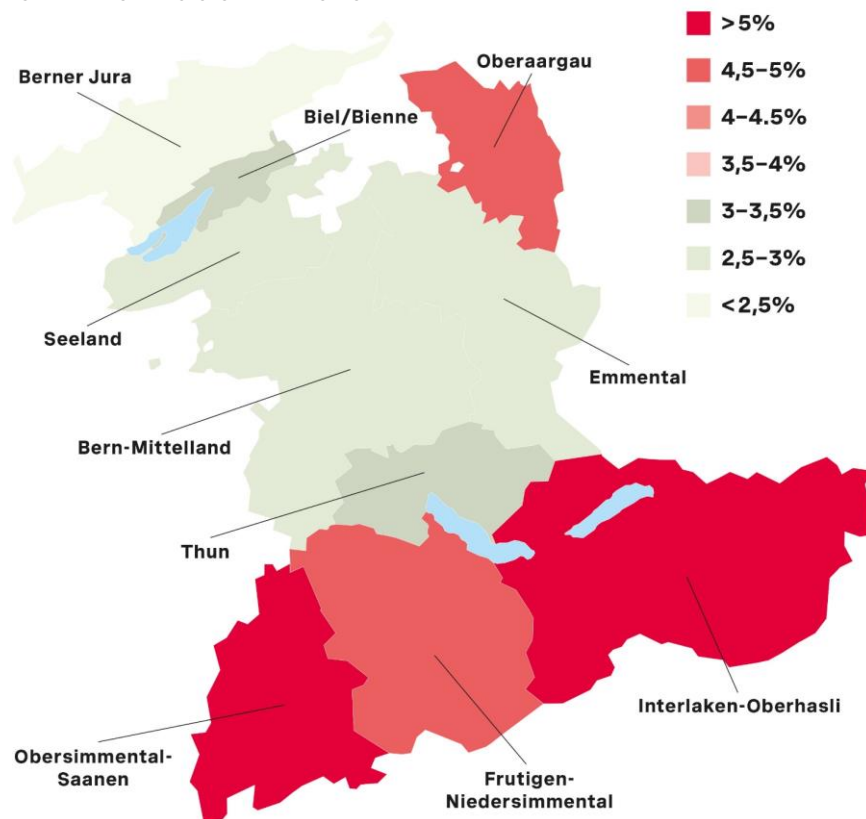 >5%
Oberaargau
4,5–5%
Berner Jura
Biel/Bienne
4–4.5%
3,5–4%
3–3,5%
2,5–3%
<2,5%
Seeland
Emmental
Bern-Mittelland
Thun
Interlaken-Oberhasli
Obersimmental-
Saanen
Frutigen-
Niedersimmental